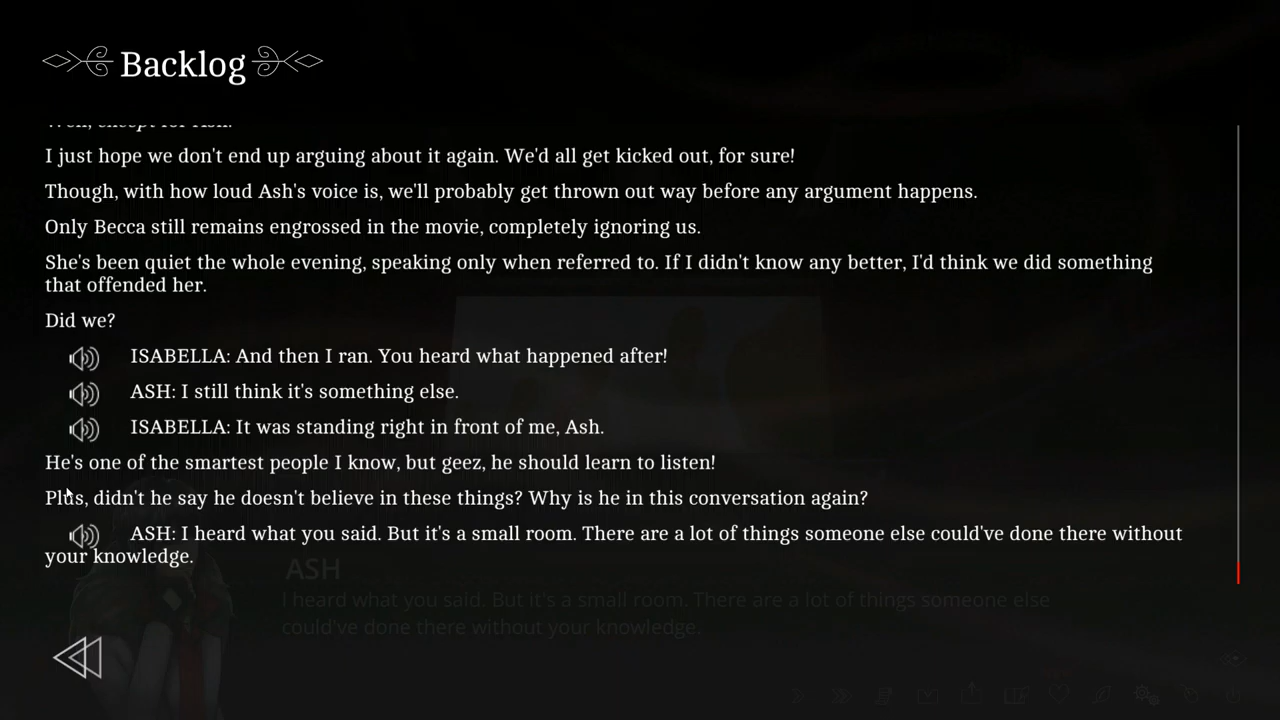 Backlog
Well, except for Ash.
I just hope we don't end up arguing about it again. We'd all get kicked out, for sure!
Though, with how loud Ash's voice is, we'll probably get thrown out way before any argument happens.
Only Becca still remains engrossed in the movie, completely ignoring us.
She's been quiet the whole evening, speaking only when referred to. If I didn't know any better, I'd think we did something
that offended her.
Did we?
ISABELLA: And then I ran. You heard what happened after!
ASH: I still think it's something else.
ISABELLA: It was standing right in front of me, Ash.
He's one of the smartest people I know, but geez, he should learn to listen!
Plus, didn't he say he doesn't believe in these things? Why is he in this conversation again?
ASH: I heard what you said. But it's a small room. There are a lot of things someone else could've done there without
your knowledge.
ASH
I heard what you said. But it's a small room. There are a lot of things someone else
could've done there without your knowledge.